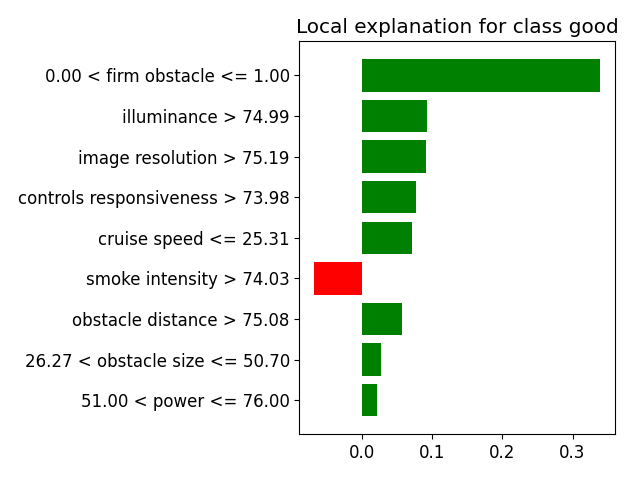 Local explanation for class good
0.00 < firm obstacle <= 1.00
illuminance > 74.99
image resolution > 75.19
controls responsiveness > 73.98
cruise speed <= 25.31
smoke intensity > 74.03
obstacle distance > 75.08
26.27 < obstacle size <= 50.70
51.00 < power <= 76.00
0.0 0.1 0.2 0.3